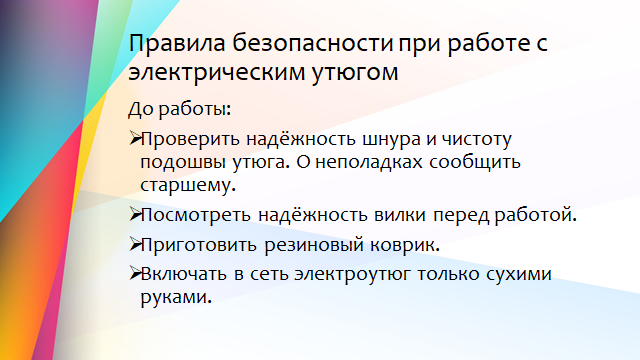 Правила безопасности при работе с
электрическим утюгом
До работы:
Проверить надёжность шнура и чистоту
подошвы утюга. О неполадках сообщить
старшему.
Посмотреть надёжность вилки перед работой.
Приготовить резиновый коврик.
Включать в сеть электроутюг только сухими
руками.